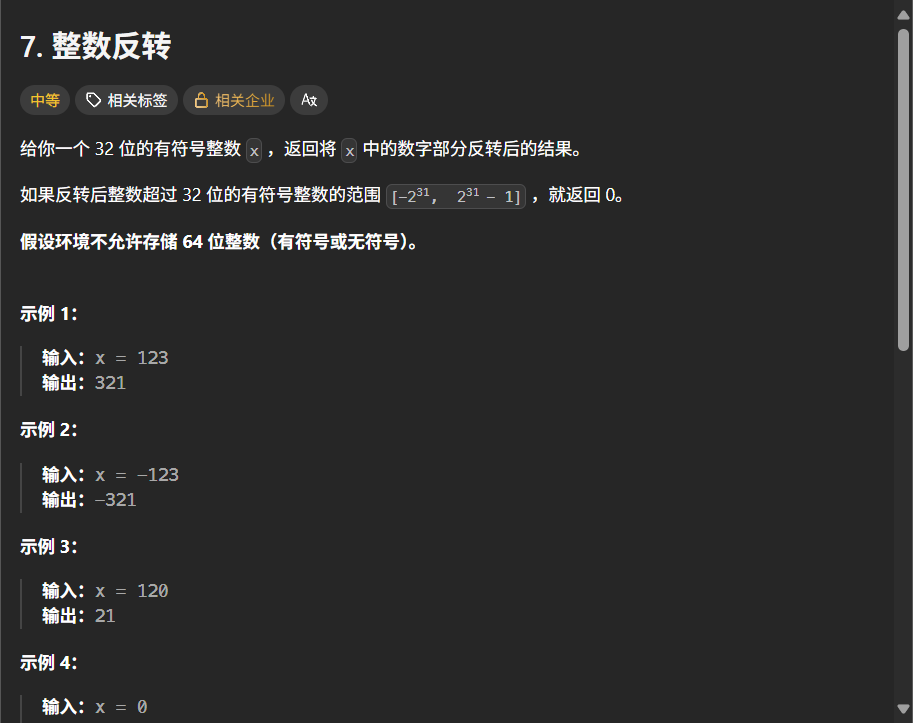 7. 整数反转
中等 相关标签 相关企业
给你一个 32 位的有符号整数 x ，返回将 x 中的数字部分反转后的结果。
如果反转后整数超过 32 位的有符号整数的范围 [−2³¹,  2³¹ − 1] ，就返回 0。
假设环境不允许存储 64 位整数（有符号或无符号）。
示例 1：
输入：x = 123
输出：321
示例 2：
输入：x = −123
输出：−321
示例 3：
输入：x = 120
输出：21
示例 4：
输入：x = 0